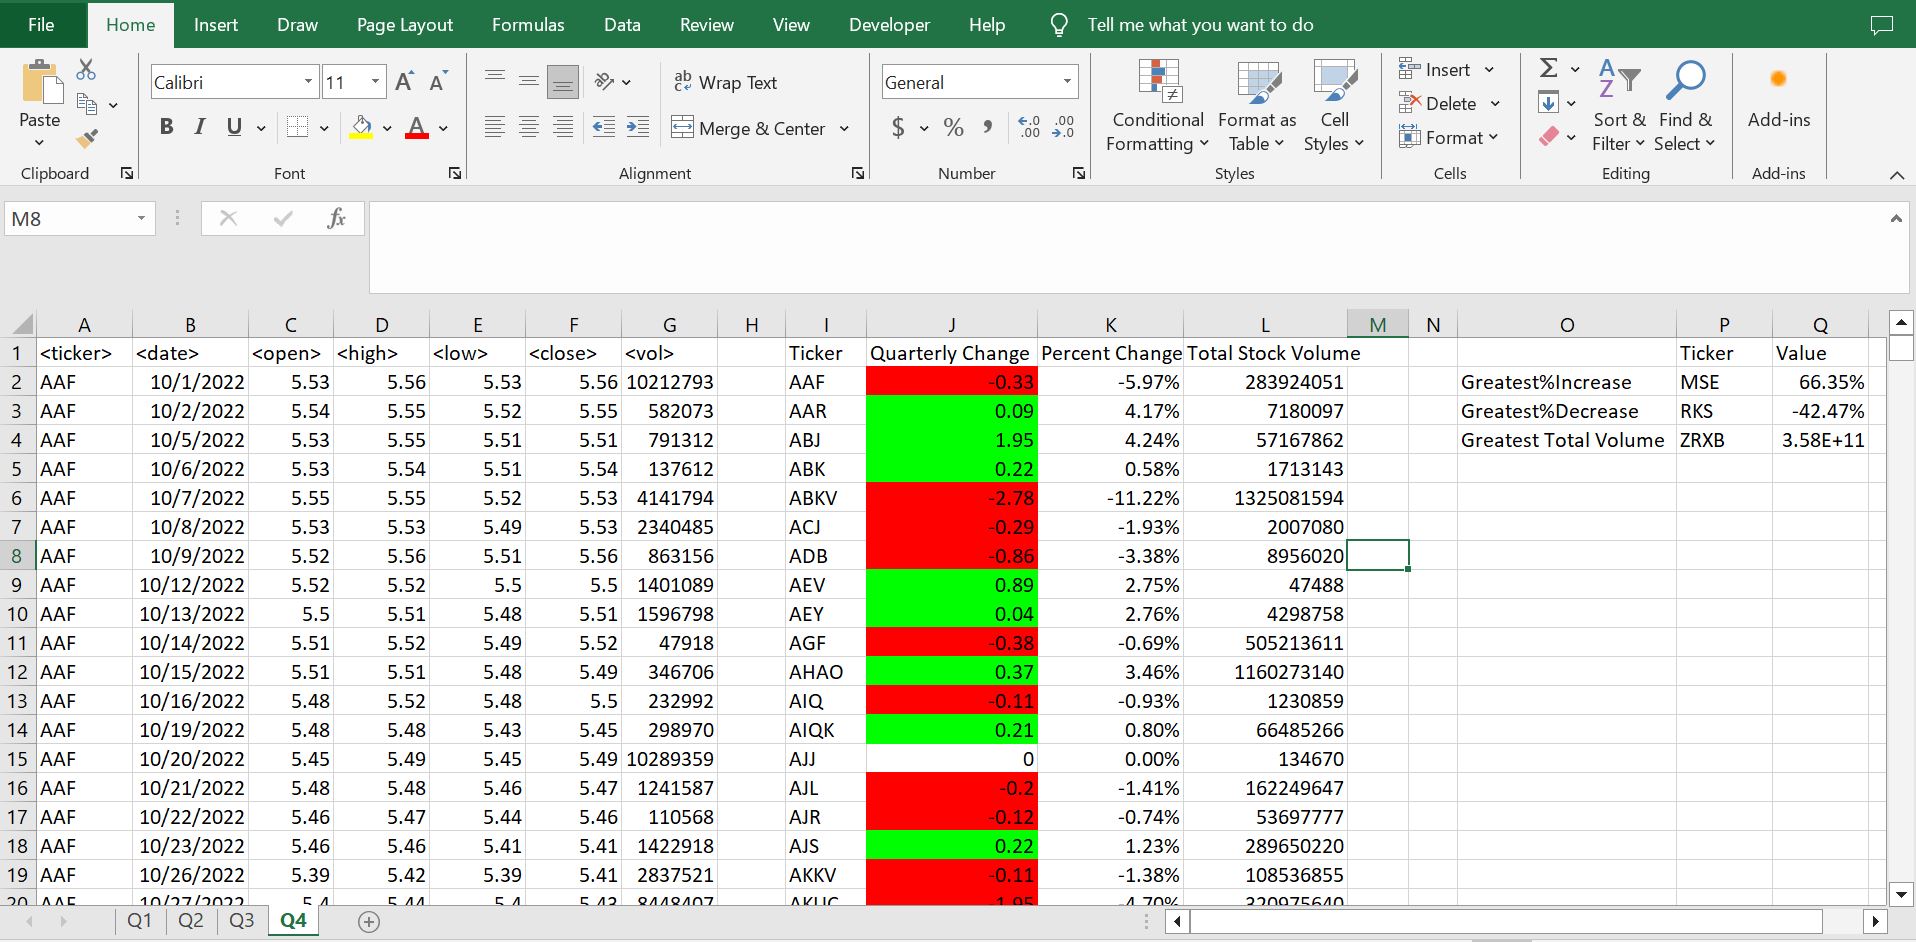 File Home Insert Draw Page Layout Formulas Data Review View Developer Help Tell me what you want to do
Calibri 11 ab Wrap Text General Insert
Paste B I U A Merge & Center $ % Conditional Formatting Format as Table Cell Styles Delete Format Sort & Filter Find & Select Add-ins
Clipboard Font Alignment Number Styles Cells Editing Add-ins
M8 fx
A B C D E F G H I J K L M N O P Q
1 <ticker> <date> <open> <high> <low> <close> <vol> Ticker Quarterly Change Percent Change Total Stock Volume Ticker Value
2 AAF 10/1/2022 5.53 5.56 5.53 5.56 10212793 AAF -0.33 -5.97% 283924051 Greatest%Increase MSE 66.35%
3 AAF 10/2/2022 5.54 5.55 5.52 5.55 582073 AAR 0.09 4.17% 7180097 Greatest%Decrease RKS -42.47%
4 AAF 10/5/2022 5.53 5.55 5.51 5.51 791312 ABJ 1.95 4.24% 57167862 Greatest Total Volume ZRXB 3.58E+11
5 AAF 10/6/2022 5.53 5.54 5.51 5.54 137612 ABK 0.22 0.58% 1713143
6 AAF 10/7/2022 5.55 5.55 5.52 5.53 4141794 ABKV -2.78 -11.22% 1325081594
7 AAF 10/8/2022 5.53 5.53 5.49 5.53 2340485 ACJ -0.29 -1.93% 2007080
8 AAF 10/9/2022 5.52 5.56 5.51 5.56 863156 ADB -0.86 -3.38% 8956020
9 AAF 10/12/2022 5.52 5.52 5.5 5.5 1401089 AEV 0.89 2.75% 47488
10 AAF 10/13/2022 5.5 5.51 5.48 5.51 1596798 AEY 0.04 2.76% 4298758
11 AAF 10/14/2022 5.51 5.52 5.49 5.52 47918 AGF -0.38 -0.69% 505213611
12 AAF 10/15/2022 5.51 5.51 5.48 5.49 346706 AHAO 0.37 3.46% 1160273140
13 AAF 10/16/2022 5.48 5.52 5.48 5.5 232992 AIQ -0.11 -0.93% 1230859
14 AAF 10/19/2022 5.48 5.48 5.43 5.45 298970 AIQK 0.21 0.80% 66485266
15 AAF 10/20/2022 5.45 5.49 5.45 5.49 10289359 AJJ 0 0.00% 134670
16 AAF 10/21/2022 5.48 5.48 5.46 5.47 1241587 AJL -0.2 -1.41% 162249647
17 AAF 10/22/2022 5.46 5.47 5.44 5.46 110568 AJR -0.12 -0.74% 53697777
18 AAF 10/23/2022 5.46 5.46 5.41 5.41 1422918 AJS 0.22 1.23% 289650220
19 AAF 10/26/2022 5.39 5.42 5.39 5.41 2837521 AKKV -0.11 -1.38% 108536855
20 AAF 10/27/2022 5.4 5.44 5.4 -1.95 -4.70%
Q1 Q2 Q3 Q4